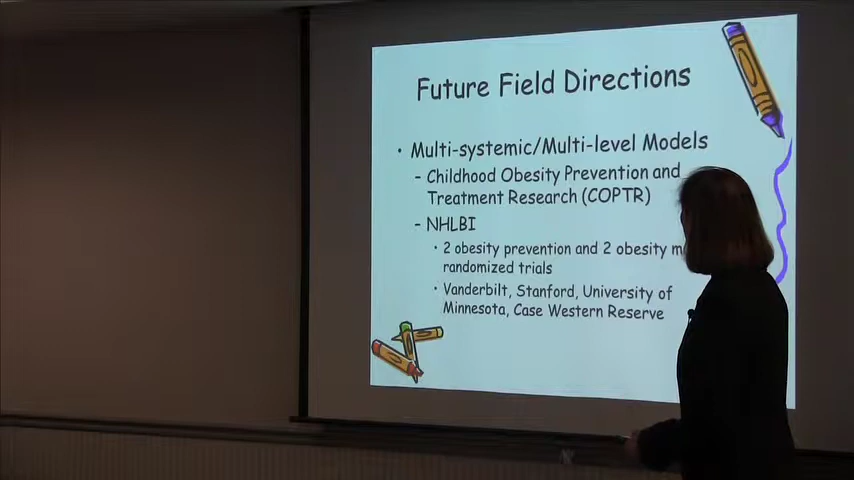 Future Field Directions
• Multi-systemic/Multi-level Models
- Childhood Obesity Prevention and
Treatment Research (COPTR)
- NHLBI
• 2 obesity prevention and 2 obesity
randomized trials
• Vanderbilt, Stanford, University of
Minnesota, Case Western Reserve